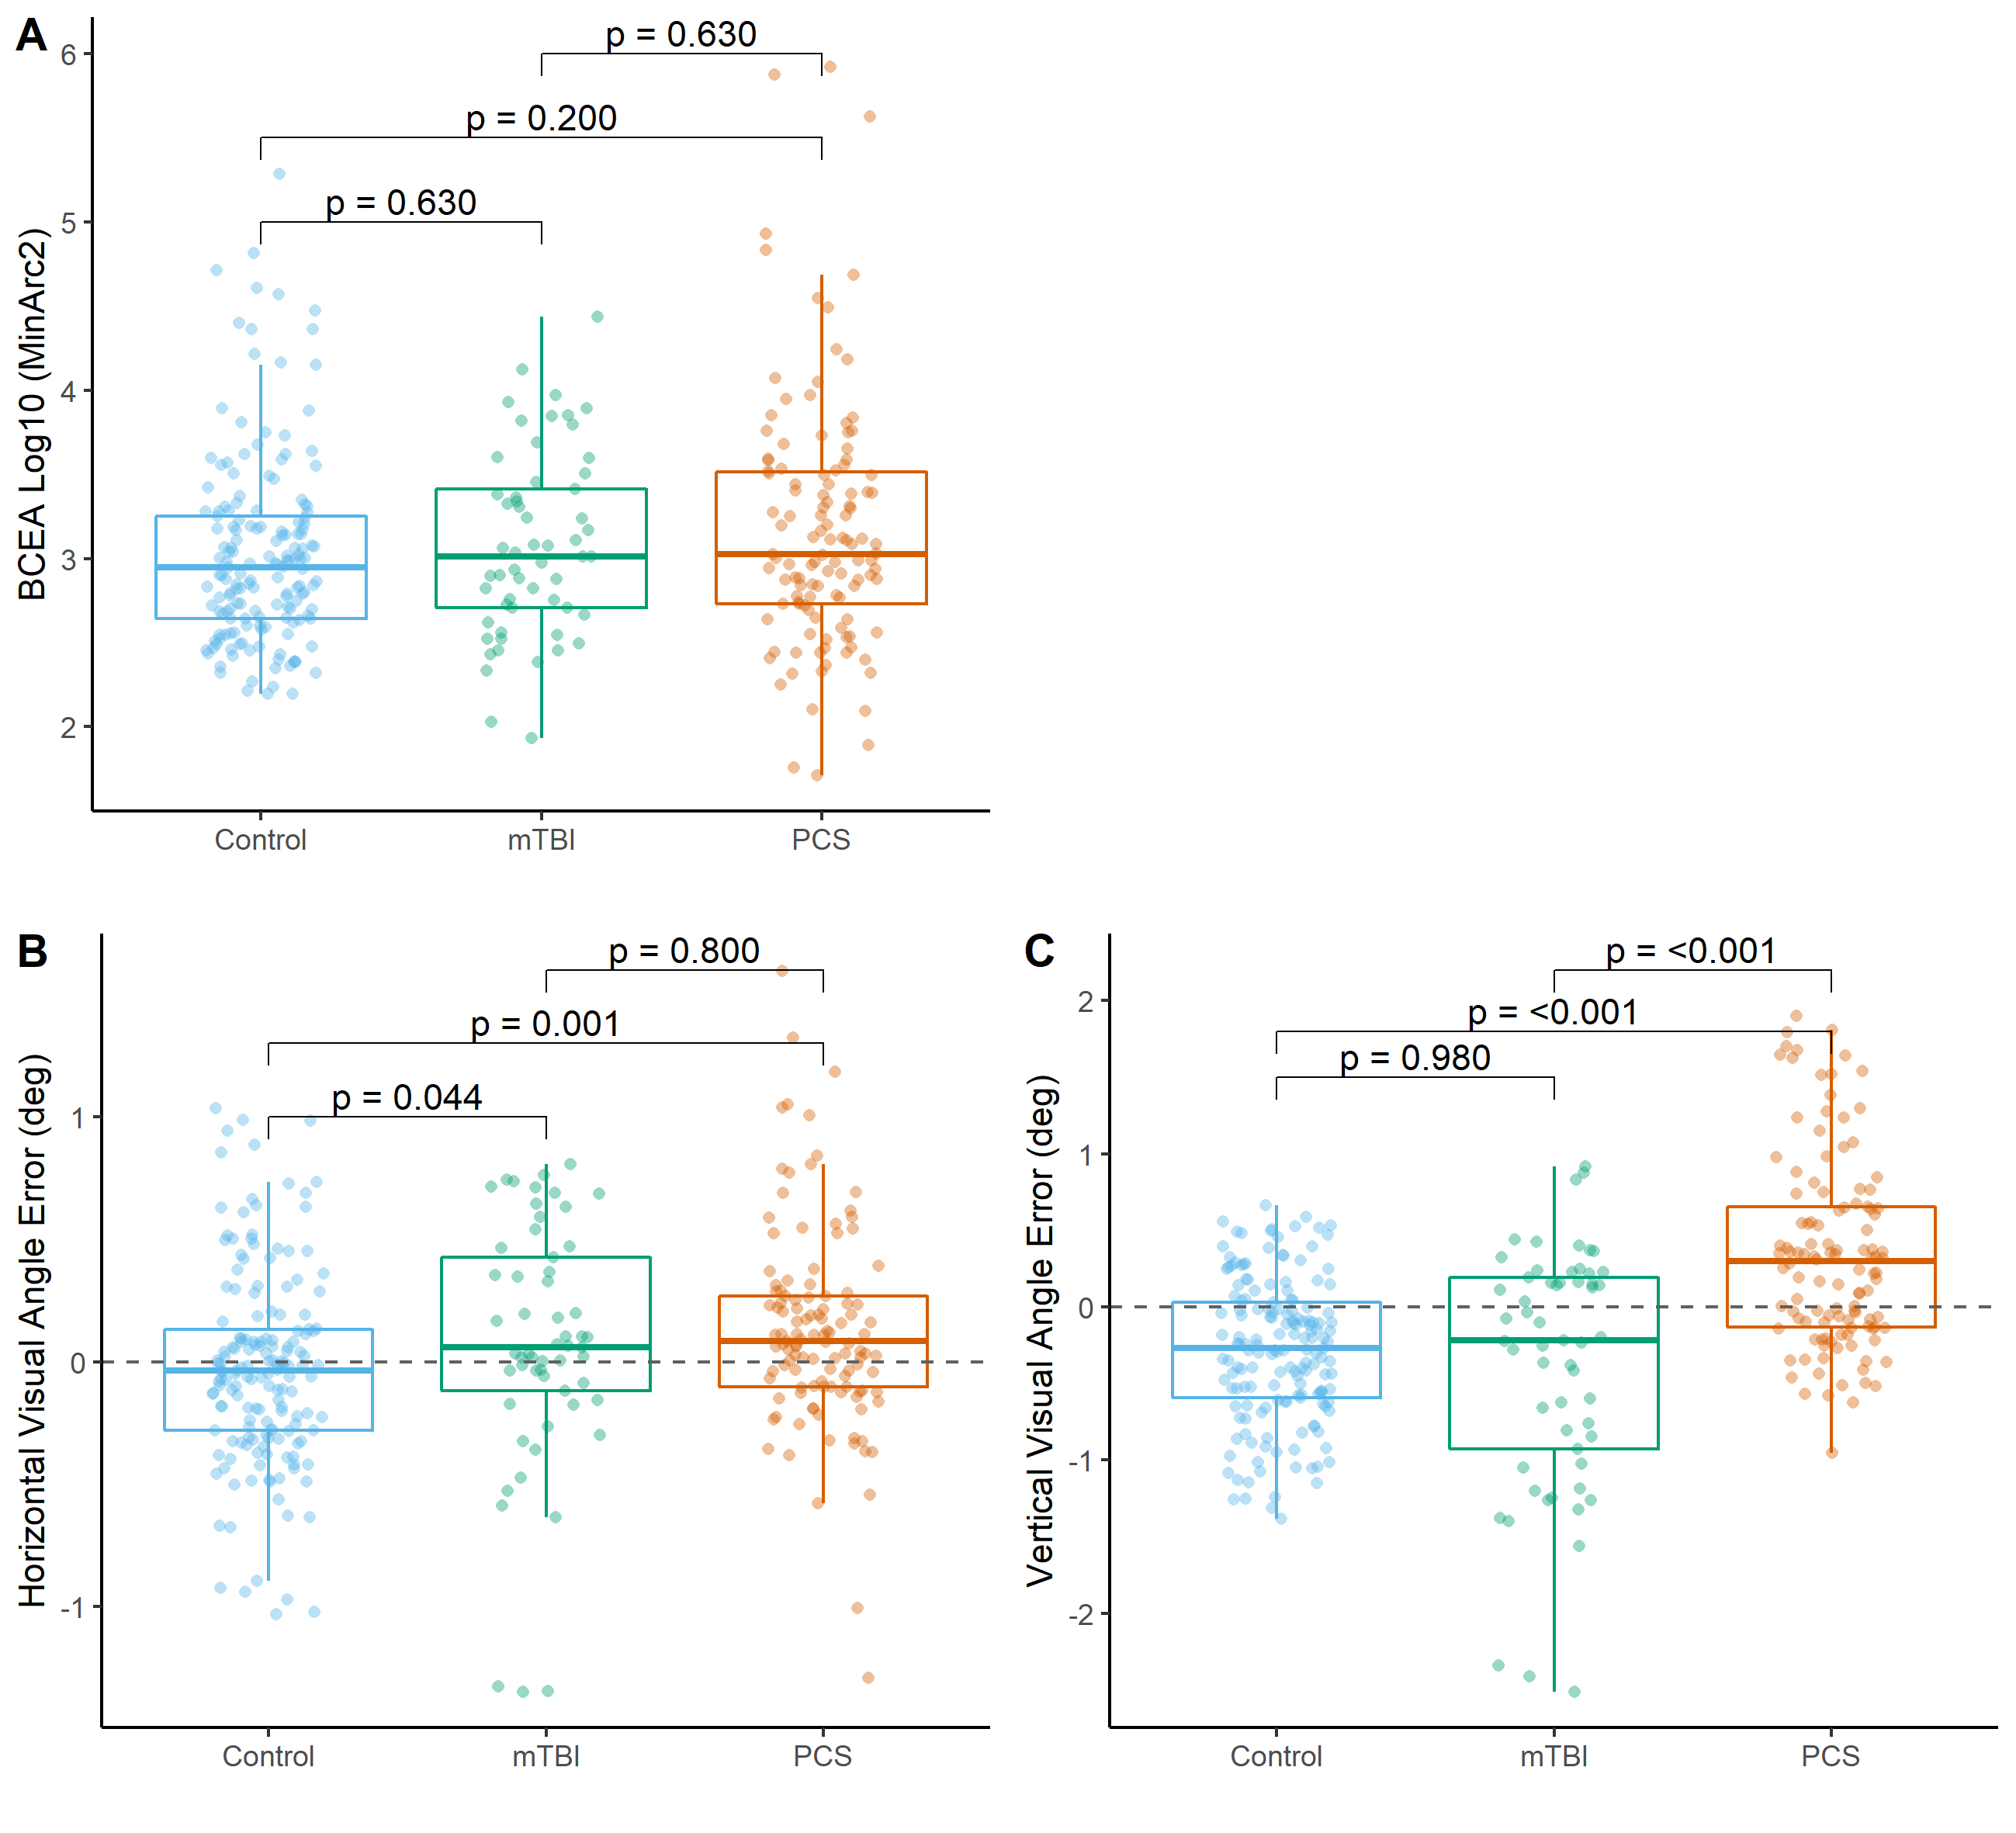 A
p = 0.630
p = 0.200
p = 0.630
BCEA Log10 (MinArc2)
6
5
4
3
2
Control mTBI PCS
B
p = 0.800
p = 0.001
p = 0.044
Horizontal Visual Angle Error (deg)
1
0
-1
Control mTBI PCS
C
p = <0.001
p = <0.001
p = 0.980
Vertical Visual Angle Error (deg)
2
1
0
-1
-2
Control mTBI PCS